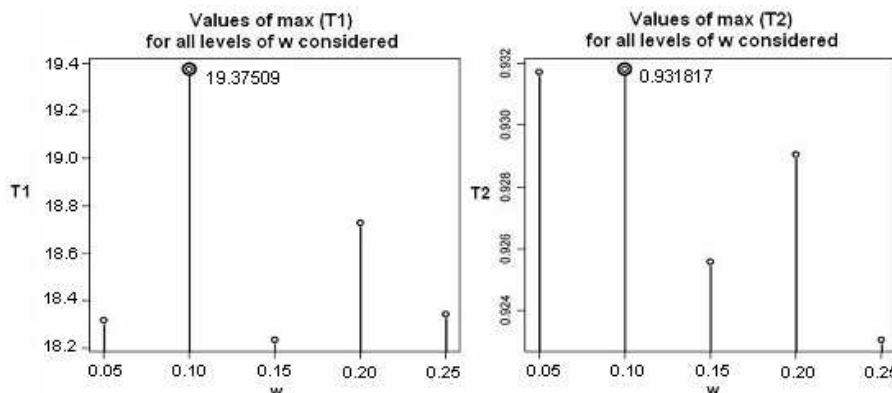 Values of max (T1)
for all levels of w considered
19.4
19.37509
19.2
19.0
T1
18.8
18.6
18.4
18.2
0.05 0.10 0.15 0.20 0.25
w
Values of max (T2)
for all levels of w considered
0.932
0.931817
0.930
0.928
T2
0.926
0.924
0.05 0.10 0.15 0.20 0.25
w